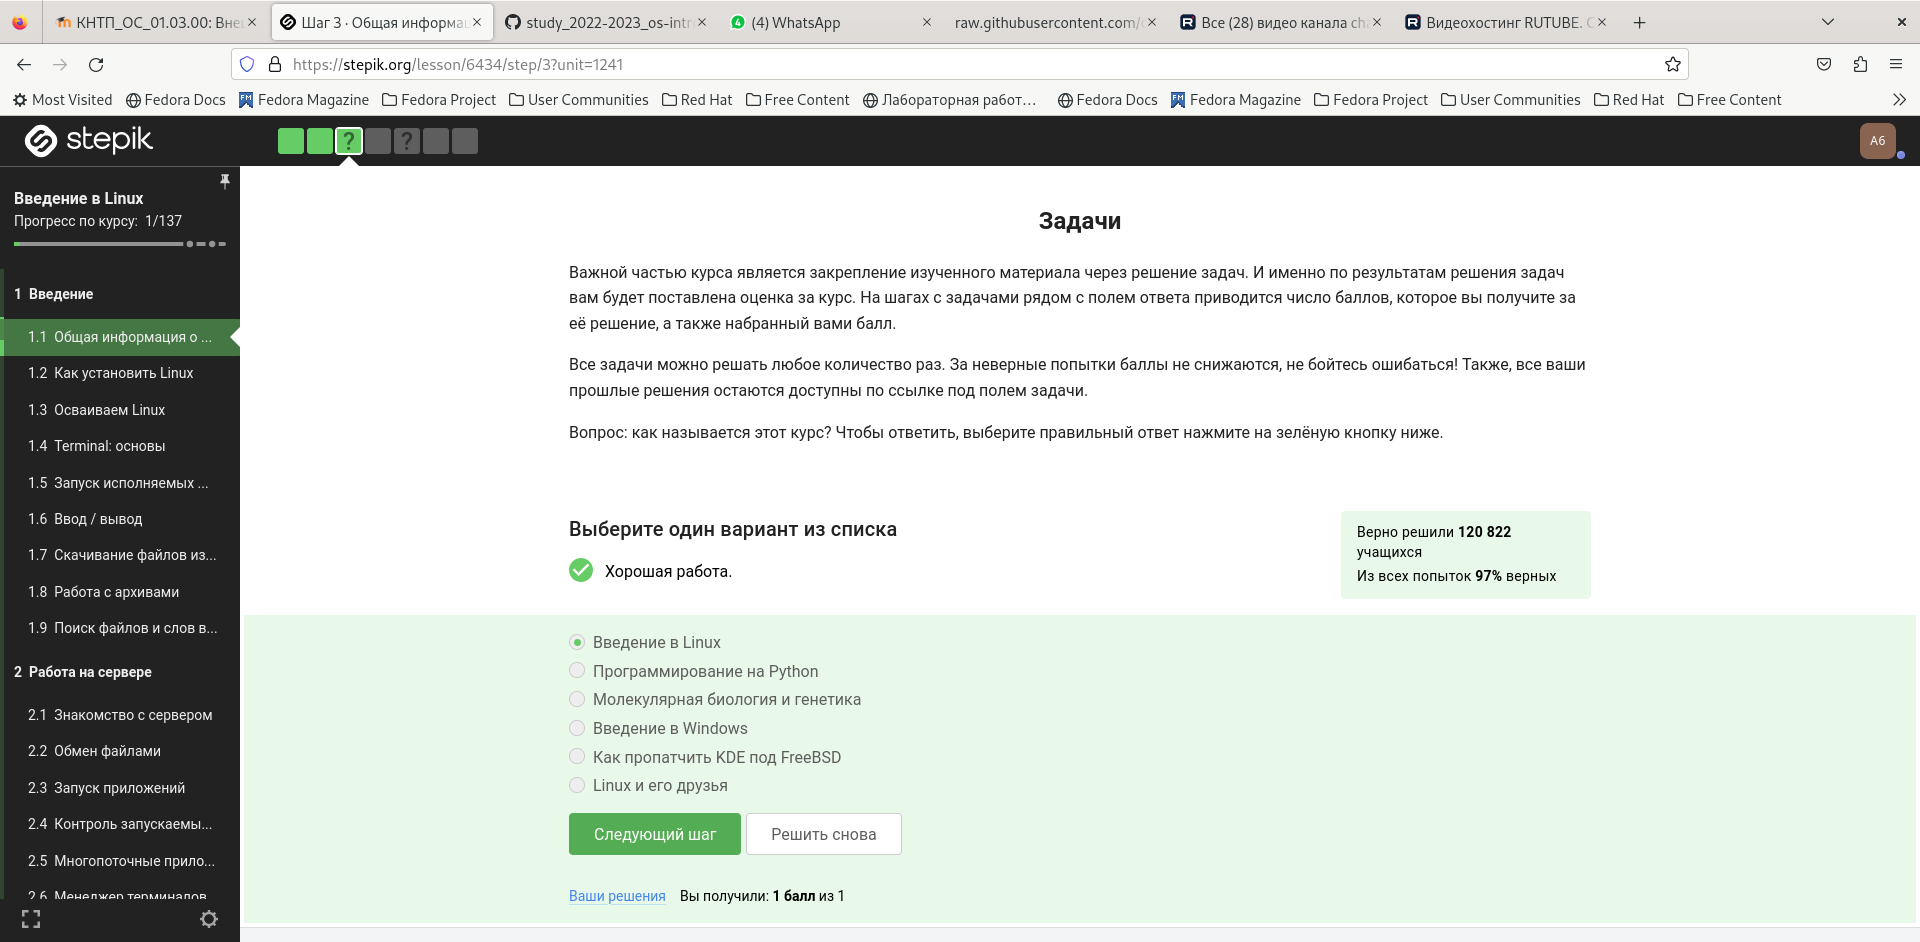 КНТП_ОС_01.03.00: Вне
Шаг 3 · Общая информац
study_2022-2023_os-intr
(4) WhatsApp
raw.githubusercontent.com/
Все (28) видео канала
Видеохостинг RUTUBE.
https://stepik.org/lesson/6434/step/3?unit=1241
Most Visited Fedora Docs Fedora Magazine Fedora Project User Communities Red Hat Free Content Лабораторная работ… Fedora Docs Fedora Magazine Fedora Project User Communities Red Hat Free Content
stepik
? ?
А6
Введение в Linux
Прогресс по курсу: 1/137
1 Введение
1.1 Общая информация о ...
1.2 Как установить Linux
1.3 Осваиваем Linux
1.4 Terminal: основы
1.5 Запуск исполняемых ...
1.6 Ввод / вывод
1.7 Скачивание файлов из...
1.8 Работа с архивами
1.9 Поиск файлов и слов в...
2 Работа на сервере
2.1 Знакомство с сервером
2.2 Обмен файлами
2.3 Запуск приложений
2.4 Контроль запускаемы...
2.5 Многопоточные прило...
2.6 Менеджер терминалов
Задачи
Важной частью курса является закрепление изученного материала через решение задач. И именно по результатам решения задач
вам будет поставлена оценка за курс. На шагах с задачами рядом с полем ответа приводится число баллов, которое вы получите за
её решение, а также набранный вами балл.
Все задачи можно решать любое количество раз. За неверные попытки баллы не снижаются, не бойтесь ошибаться! Также, все ваши
прошлые решения остаются доступны по ссылке под полем задачи.
Вопрос: как называется этот курс? Чтобы ответить, выберите правильный ответ нажмите на зелёную кнопку ниже.
Выберите один вариант из списка
Хорошая работа.
Верно решили 120 822
учащихся
Из всех попыток 97% верных
Введение в Linux
Программирование на Python
Молекулярная биология и генетика
Введение в Windows
Как пропатчить KDE под FreeBSD
Linux и его друзья
Следующий шаг
Решить снова
Ваши решения Вы получили: 1 балл из 1